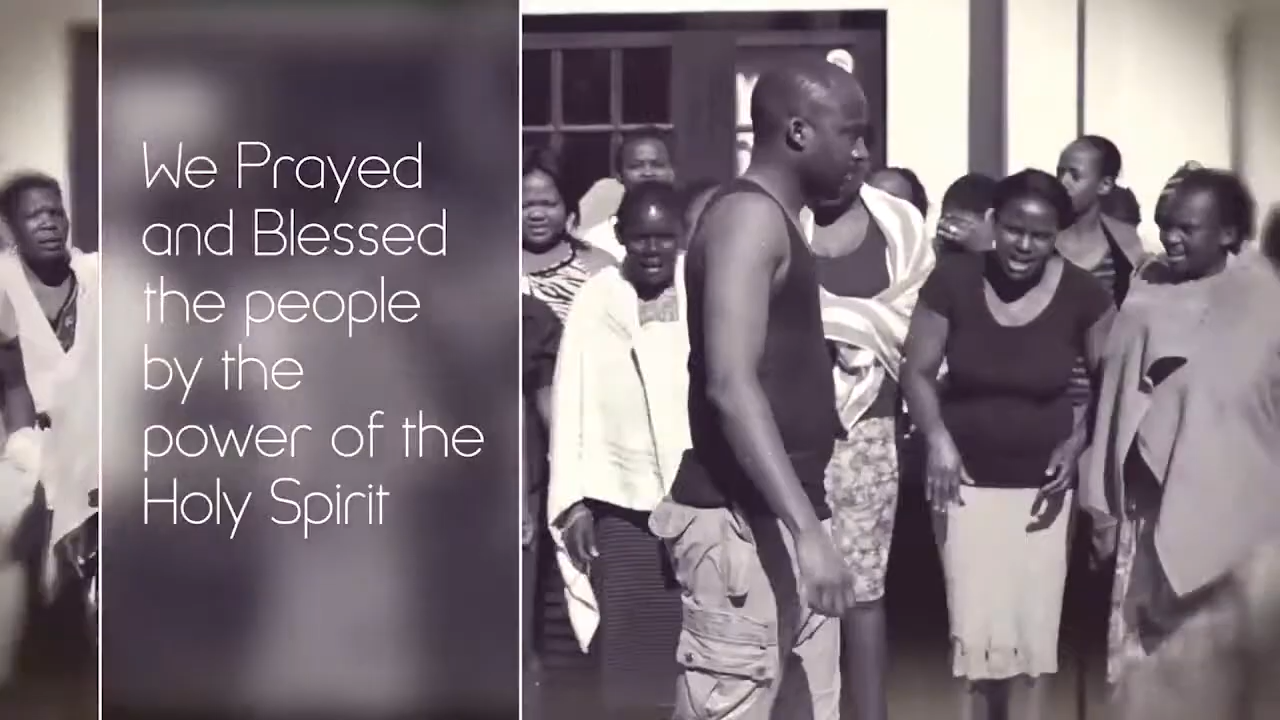 We Prayed
and Blessed
the people
by the
power of the
Holy Spirit